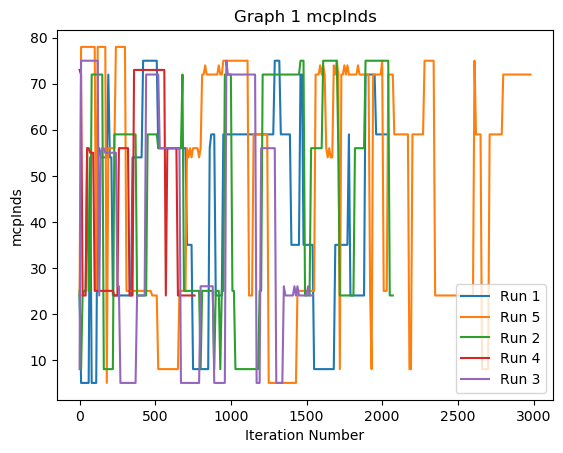 Graph 1 mcpInds
mcpInds
80
70
60
50
40
30
20
10
0
500
1000
1500
2000
2500
3000
Iteration Number
Run 1
Run 5
Run 2
Run 4
Run 3